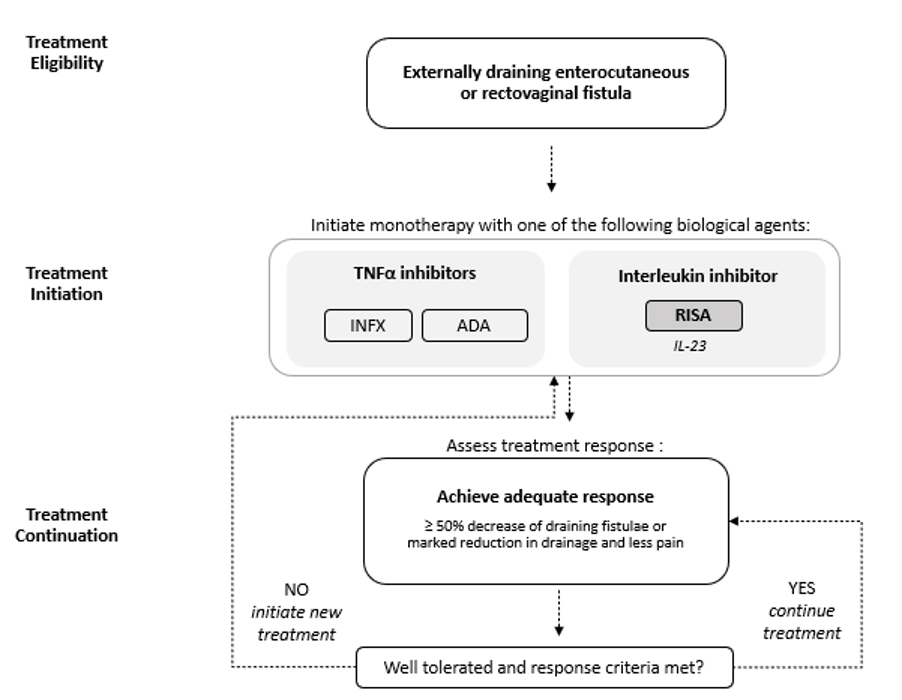 Treatment
Eligibility
Externally draining enterocutaneous
or rectovaginal fistula
Initiate monotherapy with one of the following biological agents:
Treatment
Initiation
TNFα inhibitors
INFX
ADA
Interleukin inhibitor
RISA
IL-23
Assess treatment response :
Treatment
Continuation
Achieve adequate response
≥ 50% decrease of draining fistulae or
marked reduction in drainage and less pain
NO
initiate new
treatment
YES
continue
treatment
Well tolerated and response criteria met?